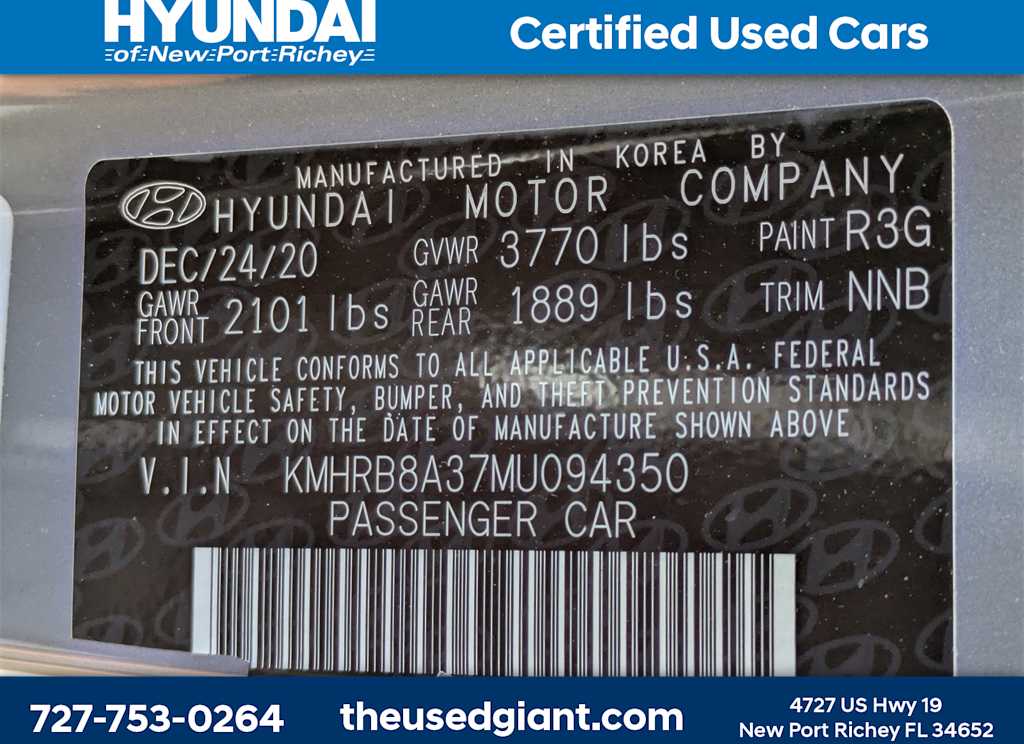 HYUNDAI
of New Port Richey
Certified Used Cars
MANUFACTURED IN KOREA BY
HYUNDAI MOTOR COMPANY
DEC/24/20 GVWR 3770 lbs PAINT R3G
GAWR FRONT 2101 lbs GAWR REAR 1889 lbs TRIM NNB
THIS VEHICLE CONFORMS TO ALL APPLICABLE U.S.A. FEDERAL
MOTOR VEHICLE SAFETY, BUMPER, AND THEFT PREVENTION STANDARDS
IN EFFECT ON THE DATE OF MANUFACTURE SHOWN ABOVE
V.I.N KMHRB8A37MU094350
PASSENGER CAR
727-753-0264
theusedgiant.com
4727 US Hwy 19
New Port Richey FL 34652